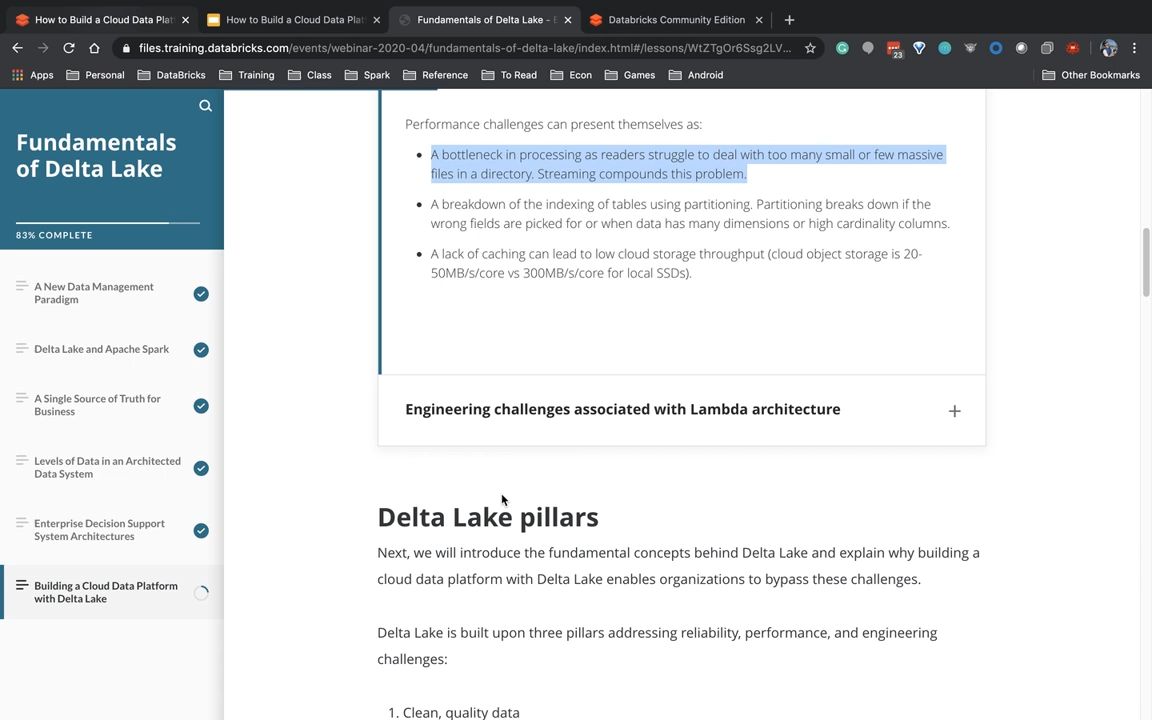 How to Build a Cloud Data Plat
How to Build a Cloud Data Plat
Fundamentals of Delta Lake -
Databricks Community Edition
files.training.databricks.com/events/webinar-2020-04/fundamentals-of-delta-lake/index.html#/lessons/WtZTgOr6Ssg2LV...
23
Apps Personal DataBricks Training Class Spark Reference To Read Econ Games Android Other Bookmarks
Fundamentals
of Delta Lake
83% COMPLETE
A New Data Management
Paradigm
Delta Lake and Apache Spark
A Single Source of Truth for
Business
Levels of Data in an Architected
Data System
Enterprise Decision Support
System Architectures
Building a Cloud Data Platform
with Delta Lake
Performance challenges can present themselves as:
A bottleneck in processing as readers struggle to deal with too many small or few massive
files in a directory. Streaming compounds this problem.
A breakdown of the indexing of tables using partitioning. Partitioning breaks down if the
wrong fields are picked for or when data has many dimensions or high cardinality columns.
A lack of caching can lead to low cloud storage throughput (cloud object storage is 20-
50MB/s/core vs 300MB/s/core for local SSDs).
Engineering challenges associated with Lambda architecture
Delta Lake pillars
Next, we will introduce the fundamental concepts behind Delta Lake and explain why building a
cloud data platform with Delta Lake enables organizations to bypass these challenges.
Delta Lake is built upon three pillars addressing reliability, performance, and engineering
challenges:
1. Clean, quality data